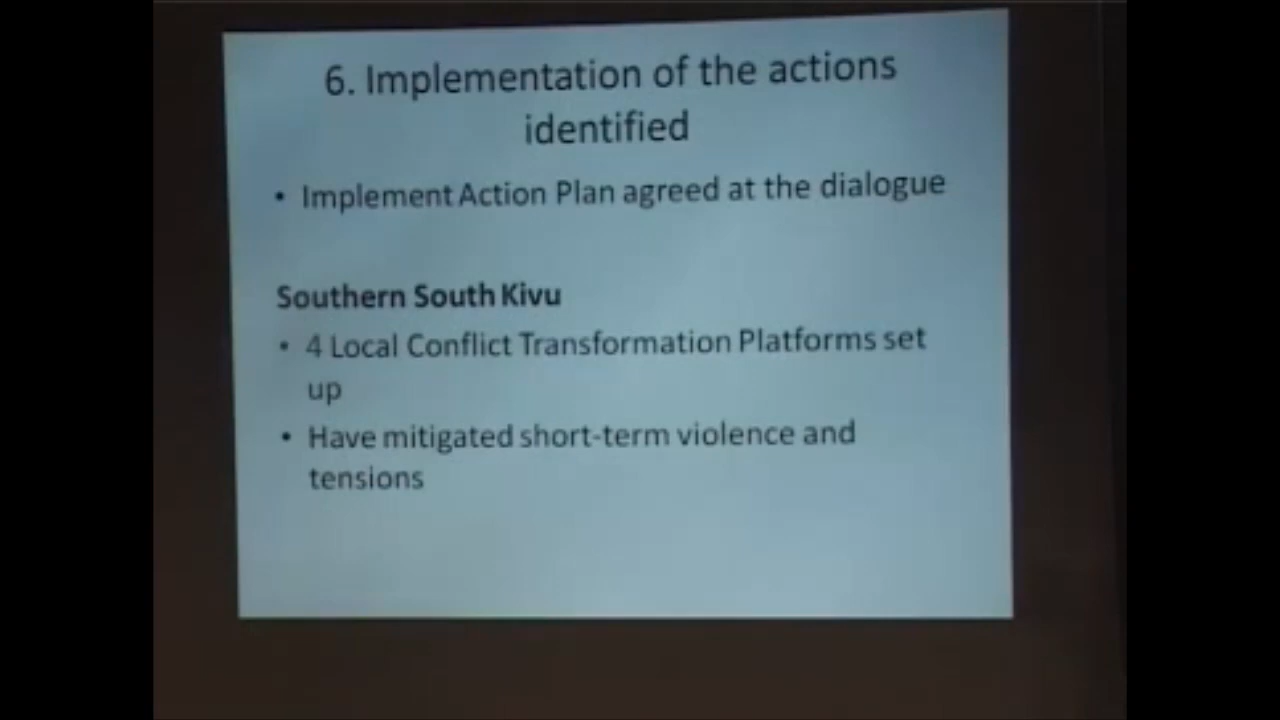 6. Implementation of the actions
identified
• Implement Action Plan agreed at the dialogue
Southern South Kivu
• 4 Local Conflict Transformation Platforms set
up
• Have mitigated short-term violence and
tensions